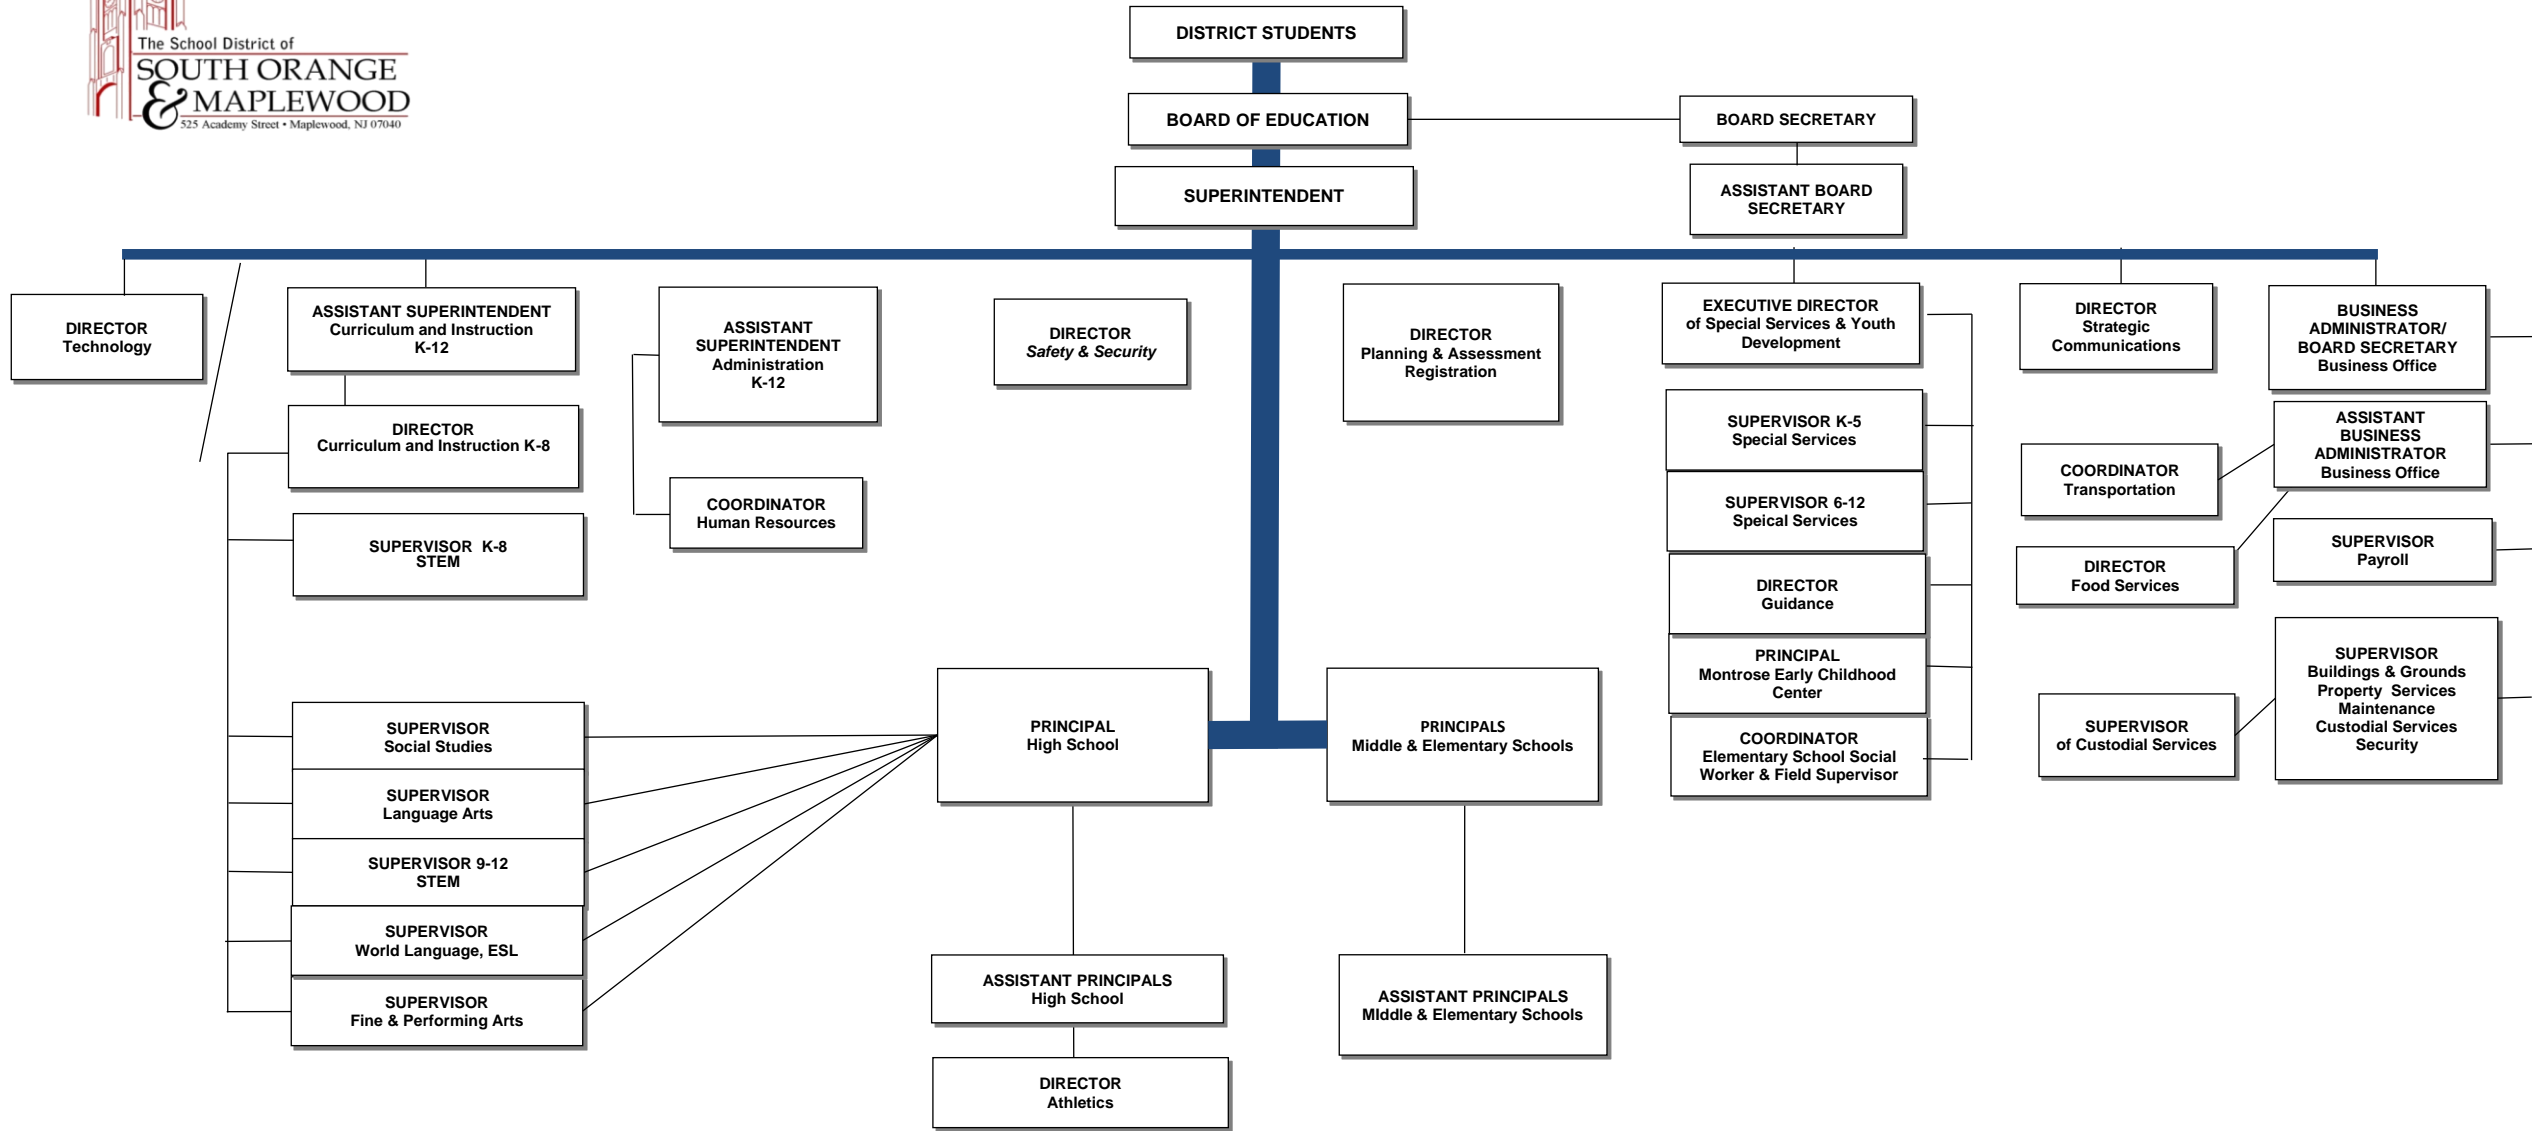 The School District of
SOUTH ORANGE
& MAPLEWOOD
525 Academy Street • Maplewood, NJ 07040
DISTRICT STUDENTS
BOARD OF EDUCATION
BOARD SECRETARY
SUPERINTENDENT
ASSISTANT BOARD
SECRETARY
DIRECTOR
Technology
ASSISTANT SUPERINTENDENT
Curriculum and Instruction
K-12
DIRECTOR
Curriculum and Instruction K-8
SUPERVISOR K-8
STEM
SUPERVISOR
Social Studies
SUPERVISOR
Language Arts
SUPERVISOR 9-12
STEM
SUPERVISOR
World Language, ESL
SUPERVISOR
Fine & Performing Arts
ASSISTANT
SUPERINTENDENT
Administration
K-12
COORDINATOR
Human Resources
DIRECTOR
Safety & Security
PRINCIPAL
High School
ASSISTANT PRINCIPALS
High School
DIRECTOR
Athletics
DIRECTOR
Planning & Assessment
Registration
PRINCIPALS
Middle & Elementary Schools
ASSISTANT PRINCIPALS
MIddle & Elementary Schools
EXECUTIVE DIRECTOR
of Special Services & Youth
Development
SUPERVISOR K-5
Special Services
SUPERVISOR 6-12
Speical Services
DIRECTOR
Guidance
PRINCIPAL
Montrose Early Childhood
Center
COORDINATOR
Elementary School Social
Worker & Field Supervisor
DIRECTOR
Strategic
Communications
COORDINATOR
Transportation
DIRECTOR
Food Services
SUPERVISOR
of Custodial Services
BUSINESS
ADMINISTRATOR/
BOARD SECRETARY
Business Office
ASSISTANT
BUSINESS
ADMINISTRATOR
Business Office
SUPERVISOR
Payroll
SUPERVISOR
Buildings & Grounds
Property Services
Maintenance
Custodial Services
Security